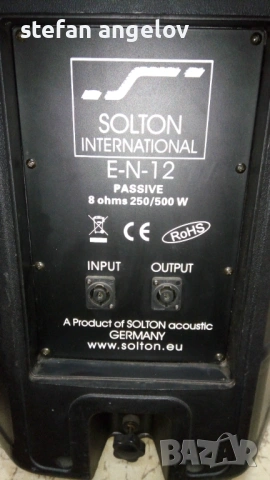 stefan angelov
SOLTON
INTERNATIONAL
E-N-12
PASSIVE
8 ohms 250/500 W
CE RoHS
INPUT OUTPUT
A Product of SOLTON acoustic
GERMANY
www.solton.eu
BAZAR